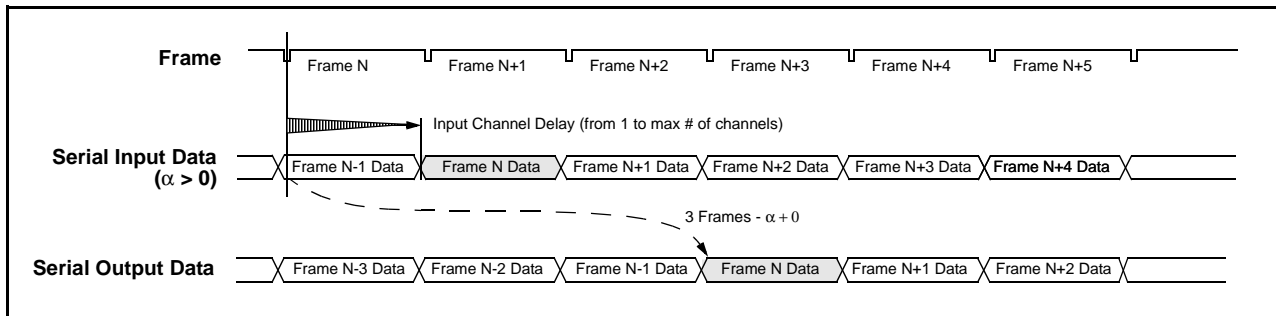 Frame
Frame N Frame N+1 Frame N+2 Frame N+3 Frame N+4 Frame N+5
Input Channel Delay (from 1 to max # of channels)
Serial Input Data
(α > 0)
Frame N-1 Data Frame N Data Frame N+1 Data Frame N+2 Data Frame N+3 Data Frame N+4 Data
3 Frames - α + 0
Serial Output Data
Frame N-3 Data Frame N-2 Data Frame N-1 Data Frame N Data Frame N+1 Data Frame N+2 Data